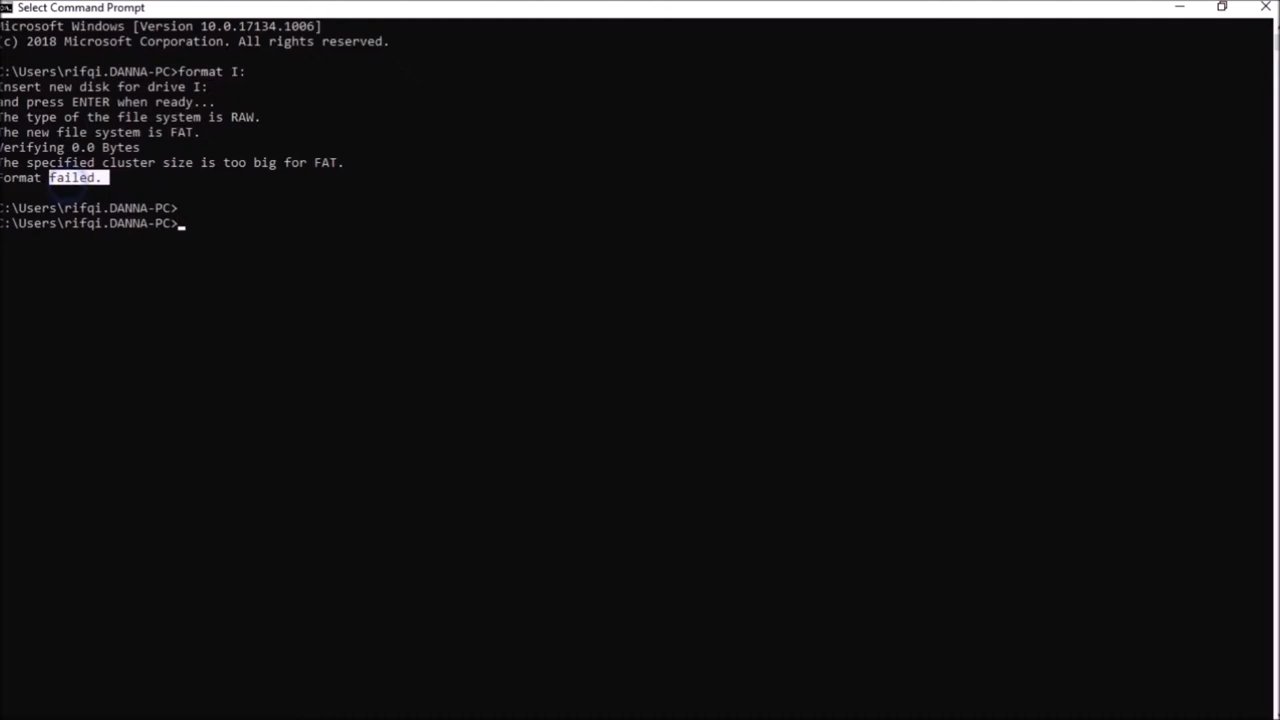 Select Command Prompt
Microsoft Windows [Version 10.0.17134.1006]
(c) 2018 Microsoft Corporation. All rights reserved.
C:\Users\rifqi.DANNA-PC>format I:
Insert new disk for drive I:
and press ENTER when ready...
The type of the file system is RAW.
The new file system is FAT.
Verifying 0.0 Bytes
The specified cluster size is too big for FAT.
Format failed.
C:\Users\rifqi.DANNA-PC>
C:\Users\rifqi.DANNA-PC>